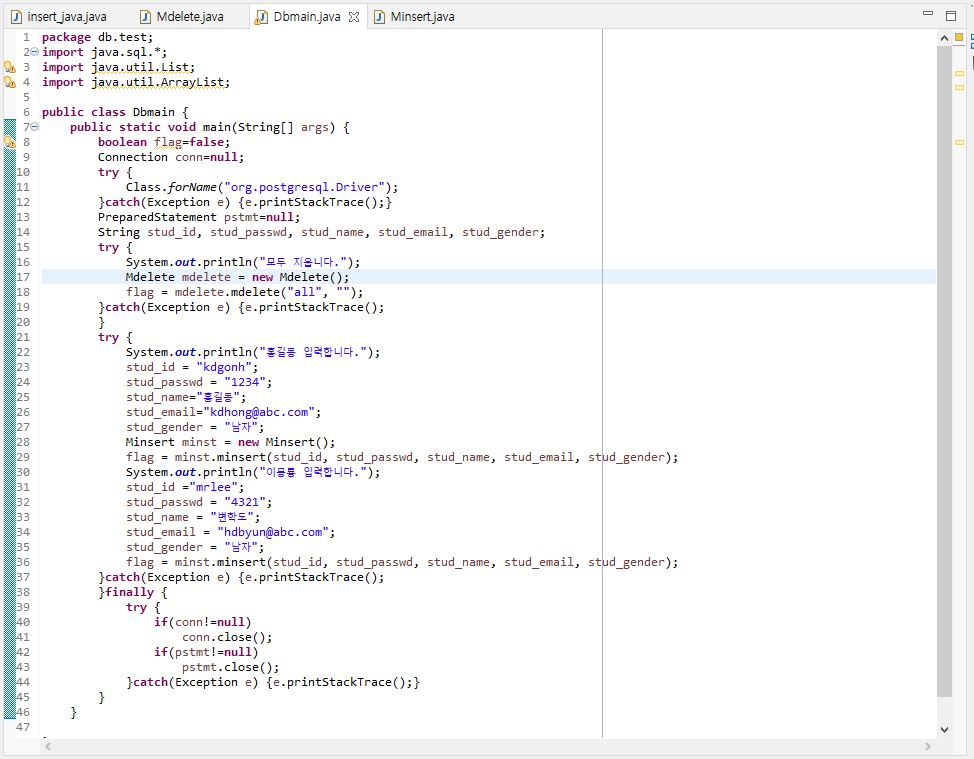 insert_java.java Mdelete.java Dbmain.java Minsert.java
1 package db.test;
2 import java.sql.*;
3 import java.util.List;
4 import java.util.ArrayList;
5
6 public class Dbmain {
7 public static void main(String[] args) {
8 boolean flag=false;
9 Connection conn=null;
10 try {
11 Class.forName("org.postgresql.Driver");
12 }catch(Exception e) {e.printStackTrace();}
13 PreparedStatement pstmt=null;
14 String stud_id, stud_passwd, stud_name, stud_email, stud_gender;
15 try {
16 System.out.println("모두 지웁니다.");
17 Mdelete mdelete = new Mdelete();
18 flag = mdelete.mdelete("all", "");
19 }catch(Exception e) {e.printStackTrace();
20 }
21 try {
22 System.out.println("홍길동 입력합니다.");
23 stud_id = "kdgonh";
24 stud_passwd = "1234";
25 stud_name="홍길동";
26 stud_email="kdhong@abc.com";
27 stud_gender = "남자";
28 Minsert minst = new Minsert();
29 flag = minst.minsert(stud_id, stud_passwd, stud_name, stud_email, stud_gender);
30 System.out.println("이몽룡 입력합니다.");
31 stud_id ="mrlee";
32 stud_passwd = "4321";
33 stud_name = "변학도";
34 stud_email = "hdbyun@abc.com";
35 stud_gender = "남자";
36 flag = minst.minsert(stud_id, stud_passwd, stud_name, stud_email, stud_gender);
37 }catch(Exception e) {e.printStackTrace();
38 }finally {
39 try {
40 if(conn!=null)
41 conn.close();
42 if(pstmt!=null)
43 pstmt.close();
44 }catch(Exception e) {e.printStackTrace();}
45 }
46 }
47